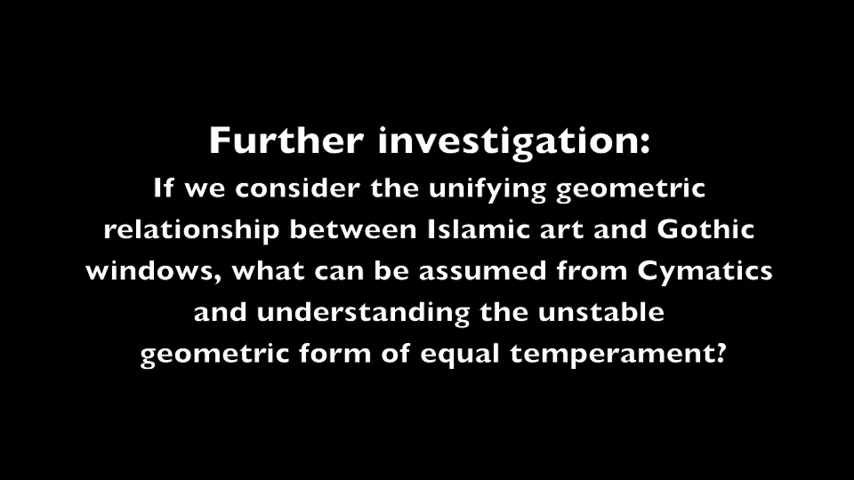 Further investigation:
If we consider the unifying geometric
relationship between Islamic art and Gothic
windows, what can be assumed from Cymatics
and understanding the unstable
geometric form of equal temperament?